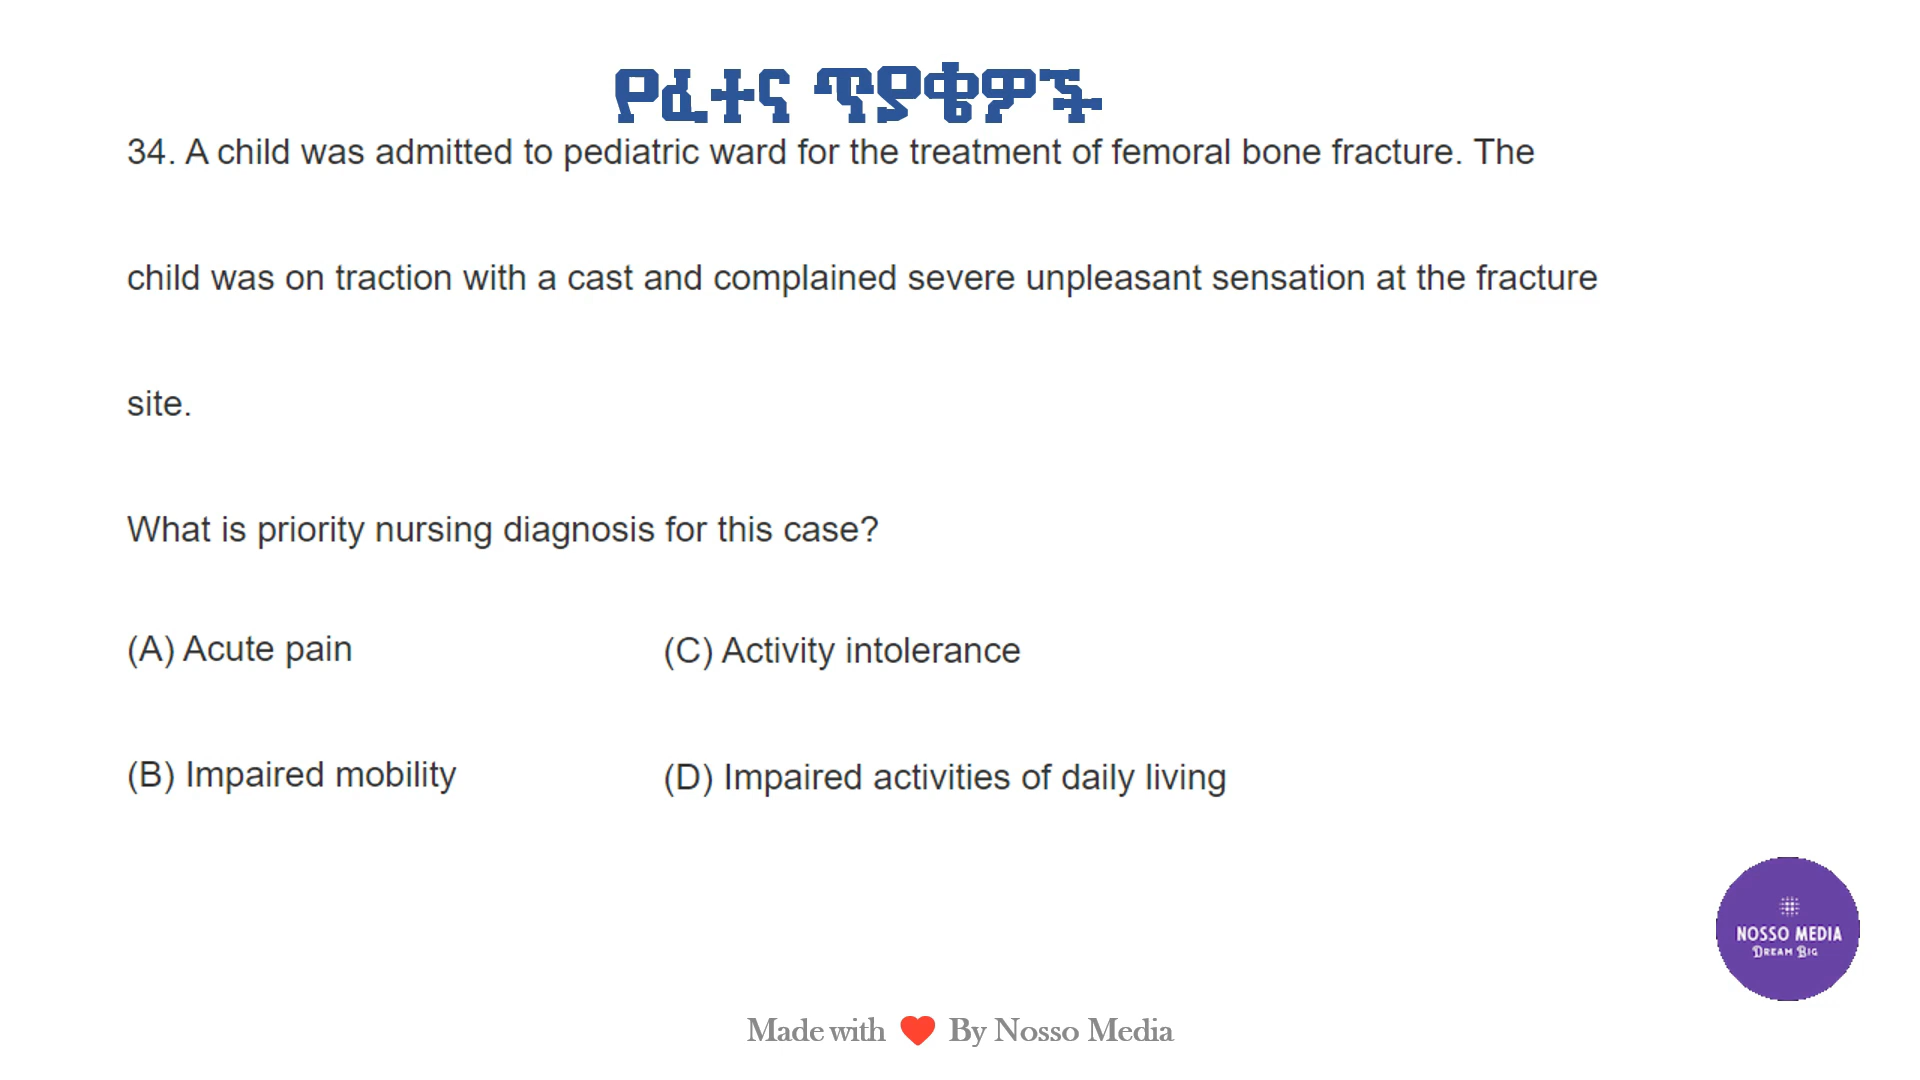 የፈተና ጥያቄዎች
34. A child was admitted to pediatric ward for the treatment of femoral bone fracture. The
child was on traction with a cast and complained severe unpleasant sensation at the fracture
site.
What is priority nursing diagnosis for this case?
(A) Acute pain
(B) Impaired mobility
(C) Activity intolerance
(D) Impaired activities of daily living
NOSSO MEDIA
DREAM BIG
Made with ❤ By Nosso Media